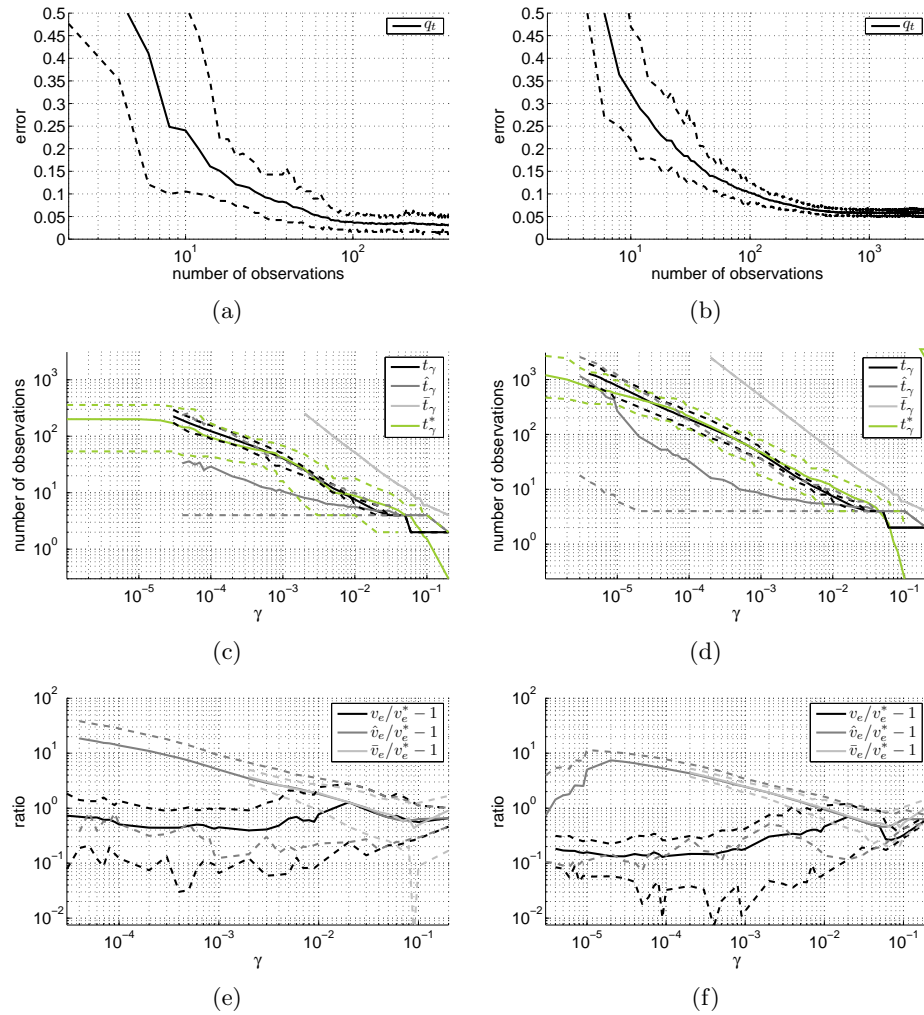 0.5
0.45
0.4
0.35
0.3
0.25
0.2
0.15
0.1
0.05
0
error
10^1
10^2
number of observations
q_t
(a)
0.5
0.45
0.4
0.35
0.3
0.25
0.2
0.15
0.1
0.05
0
error
10^1
10^2
10^3
number of observations
q_t
(b)
10^3
10^2
10^1
10^0
number of observations
10^−5
10^−4
10^−3
10^−2
10^−1
γ
t_γ
t̂_γ
t̄_γ
t*_γ
(c)
10^3
10^2
10^1
10^0
number of observations
10^−5
10^−4
10^−3
10^−2
10^−1
γ
t_γ
t̂_γ
t̄_γ
t*_γ
(d)
10^2
10^1
10^0
10^−1
10^−2
ratio
10^−4
10^−3
10^−2
10^−1
γ
v_e/v*_e − 1
v̂_e/v*_e − 1
v̄_e/v*_e − 1
(e)
10^2
10^1
10^0
10^−1
10^−2
ratio
10^−5
10^−4
10^−3
10^−2
10^−1
γ
v_e/v*_e − 1
v̂_e/v*_e − 1
v̄_e/v*_e − 1
(f)